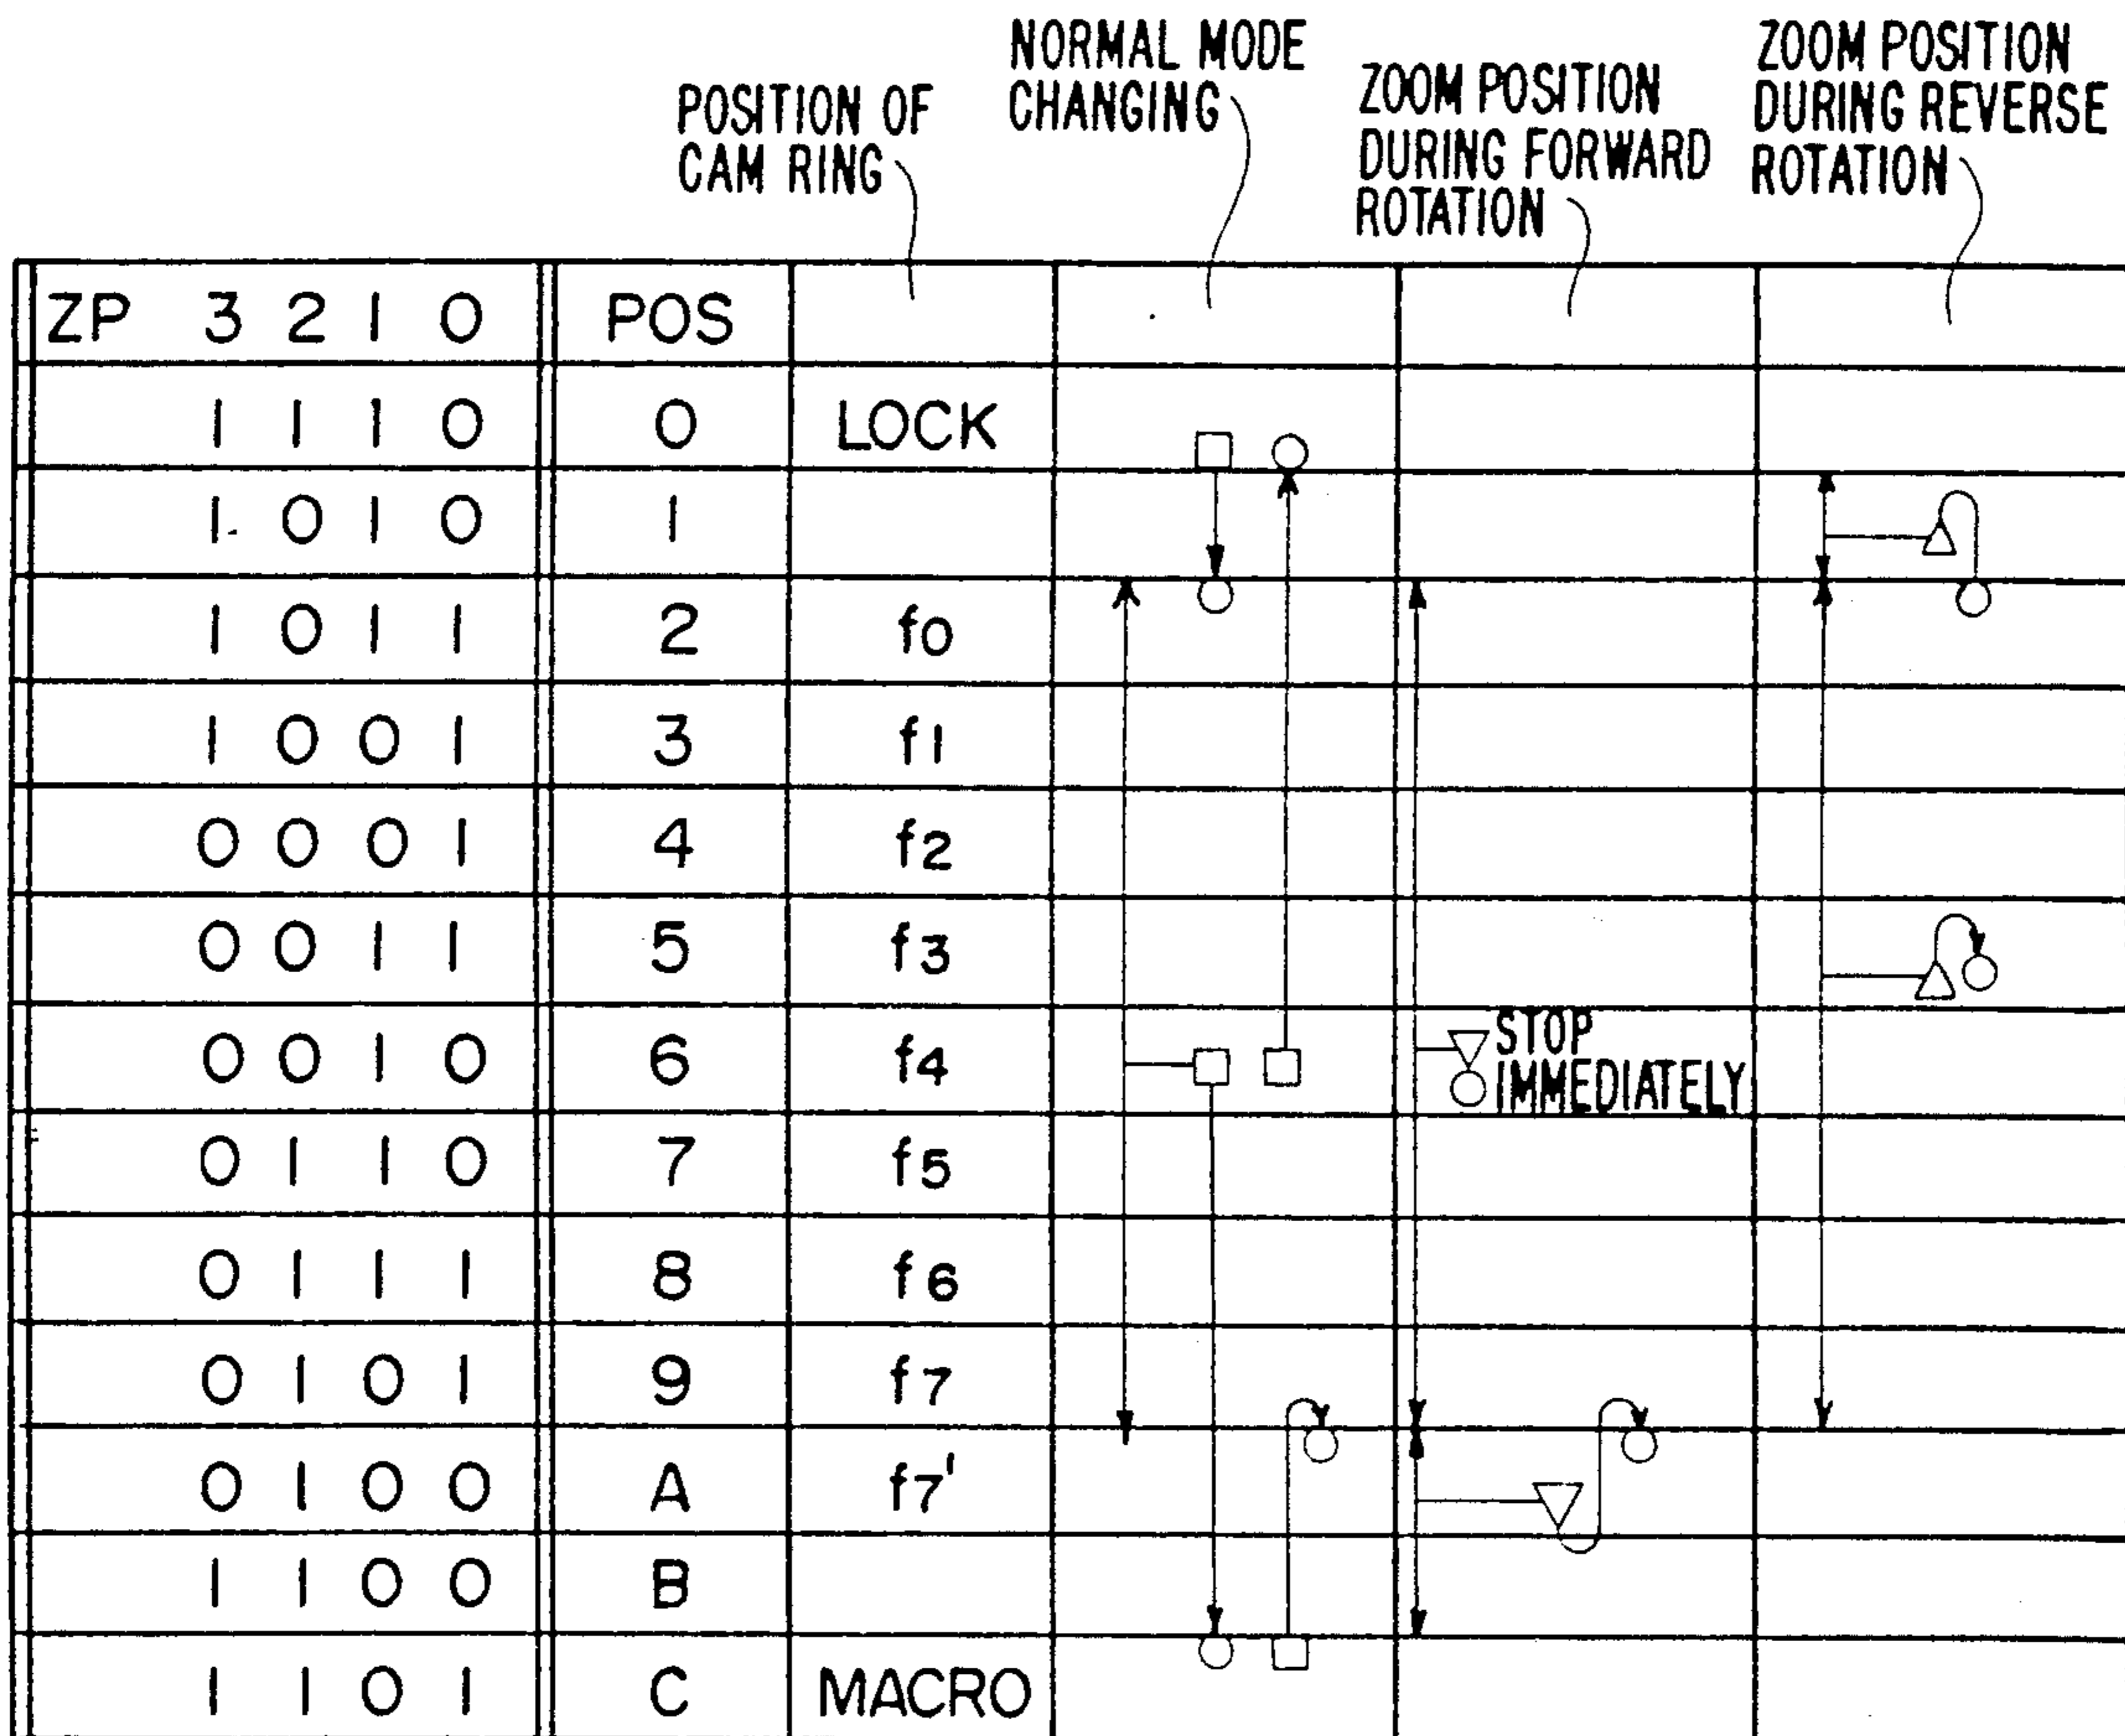 POSITION OF
CAM RING
NORMAL MODE
CHANGING
ZOOM POSITION
DURING FORWARD
ROTATION
ZOOM POSITION
DURING REVERSE
ROTATION
ZP 3 2 1 0 POS
1 1 1 0 0 LOCK
1 0 1 0 1
1 0 1 1 2 f0
1 0 0 1 3 f1
0 0 0 1 4 f2
0 0 1 1 5 f3
0 0 1 0 6 f4
STOP
IMMEDIATELY
0 1 1 0 7 f5
0 1 1 1 8 f6
0 1 0 1 9 f7
0 1 0 0 A f7'
1 1 0 0 B
1 1 0 1 C MACRO